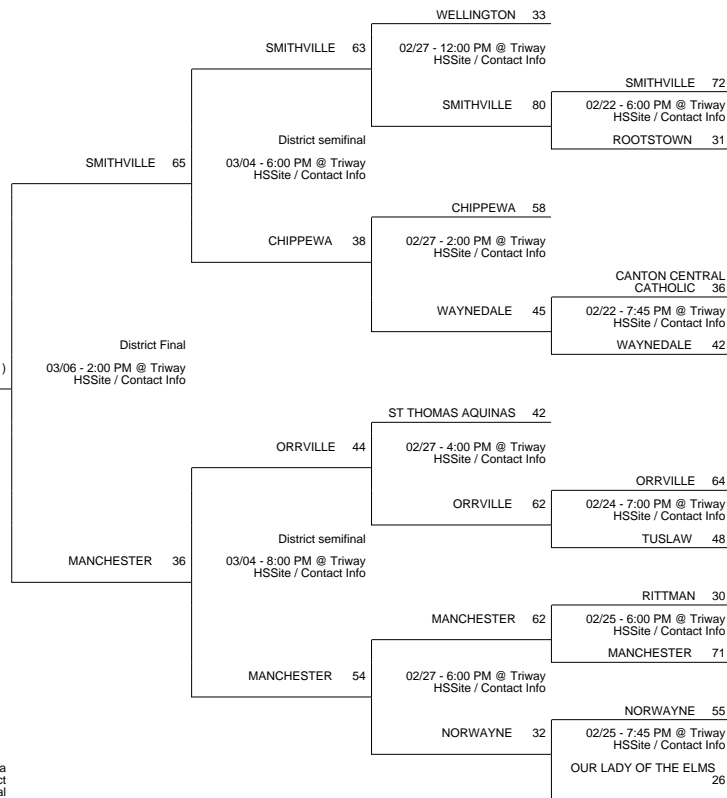 WELLINGTON 33
SMITHVILLE 63
02/27 - 12:00 PM @ Triway
HSSite / Contact Info
SMITHVILLE 72
SMITHVILLE 80
02/22 - 6:00 PM @ Triway
HSSite / Contact Info
ROOTSTOWN 31
District semifinal
SMITHVILLE 65
03/04 - 6:00 PM @ Triway
HSSite / Contact Info
CHIPPEWA 58
CHIPPEWA 38
02/27 - 2:00 PM @ Triway
HSSite / Contact Info
CANTON CENTRAL
CATHOLIC 36
WAYNEDALE 45
02/22 - 7:45 PM @ Triway
HSSite / Contact Info
WAYNEDALE 42
District Final
)
03/06 - 2:00 PM @ Triway
HSSite / Contact Info
ST THOMAS AQUINAS 42
ORRVILLE 44
02/27 - 4:00 PM @ Triway
HSSite / Contact Info
ORRVILLE 64
ORRVILLE 62
02/24 - 7:00 PM @ Triway
HSSite / Contact Info
TUSLAW 48
District semifinal
MANCHESTER 36
03/04 - 8:00 PM @ Triway
HSSite / Contact Info
RITTMAN 30
MANCHESTER 62
02/25 - 6:00 PM @ Triway
HSSite / Contact Info
MANCHESTER 71
MANCHESTER 54
02/27 - 6:00 PM @ Triway
HSSite / Contact Info
NORWAYNE 55
NORWAYNE 32
02/25 - 7:45 PM @ Triway
HSSite / Contact Info
OUR LADY OF THE ELMS
26
a
ct
al